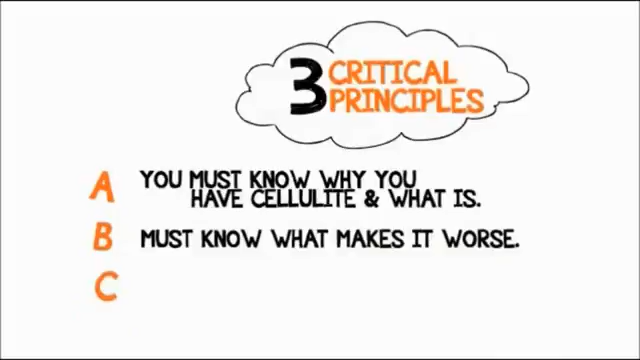 3 CRITICAL
PRINCIPLES
A YOU MUST KNOW WHY YOU
HAVE CELLULITE & WHAT IS.
B MUST KNOW WHAT MAKES IT WORSE.
C